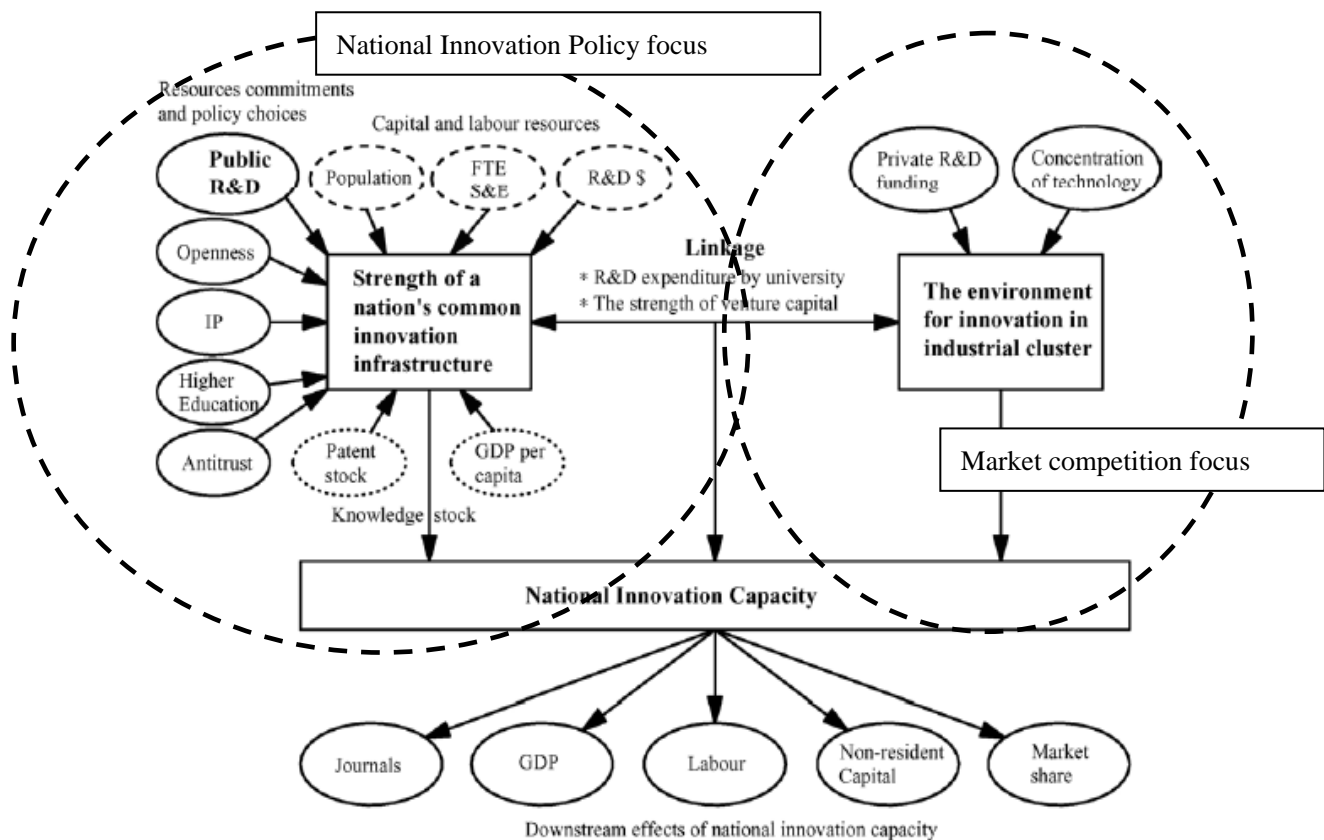 National Innovation Policy focus
Resources commitments
and policy choices
Capital and labour resources
Public
R&D
Population
FTE
S&E
R&D $
Private R&D
funding
Concentration
of technology
Openness
IP
Higher
Education
Antitrust
Strength of a
nation's common
innovation
infrastructure
Linkage
* R&D expenditure by university
* The strength of venture capital
The environment
for innovation in
industrial cluster
Patent
stock
GDP per
capita
Knowledge stock
Market competition focus
National Innovation Capacity
Journals
GDP
Labour
Non-resident
Capital
Market
share
Downstream effects of national innovation capacity